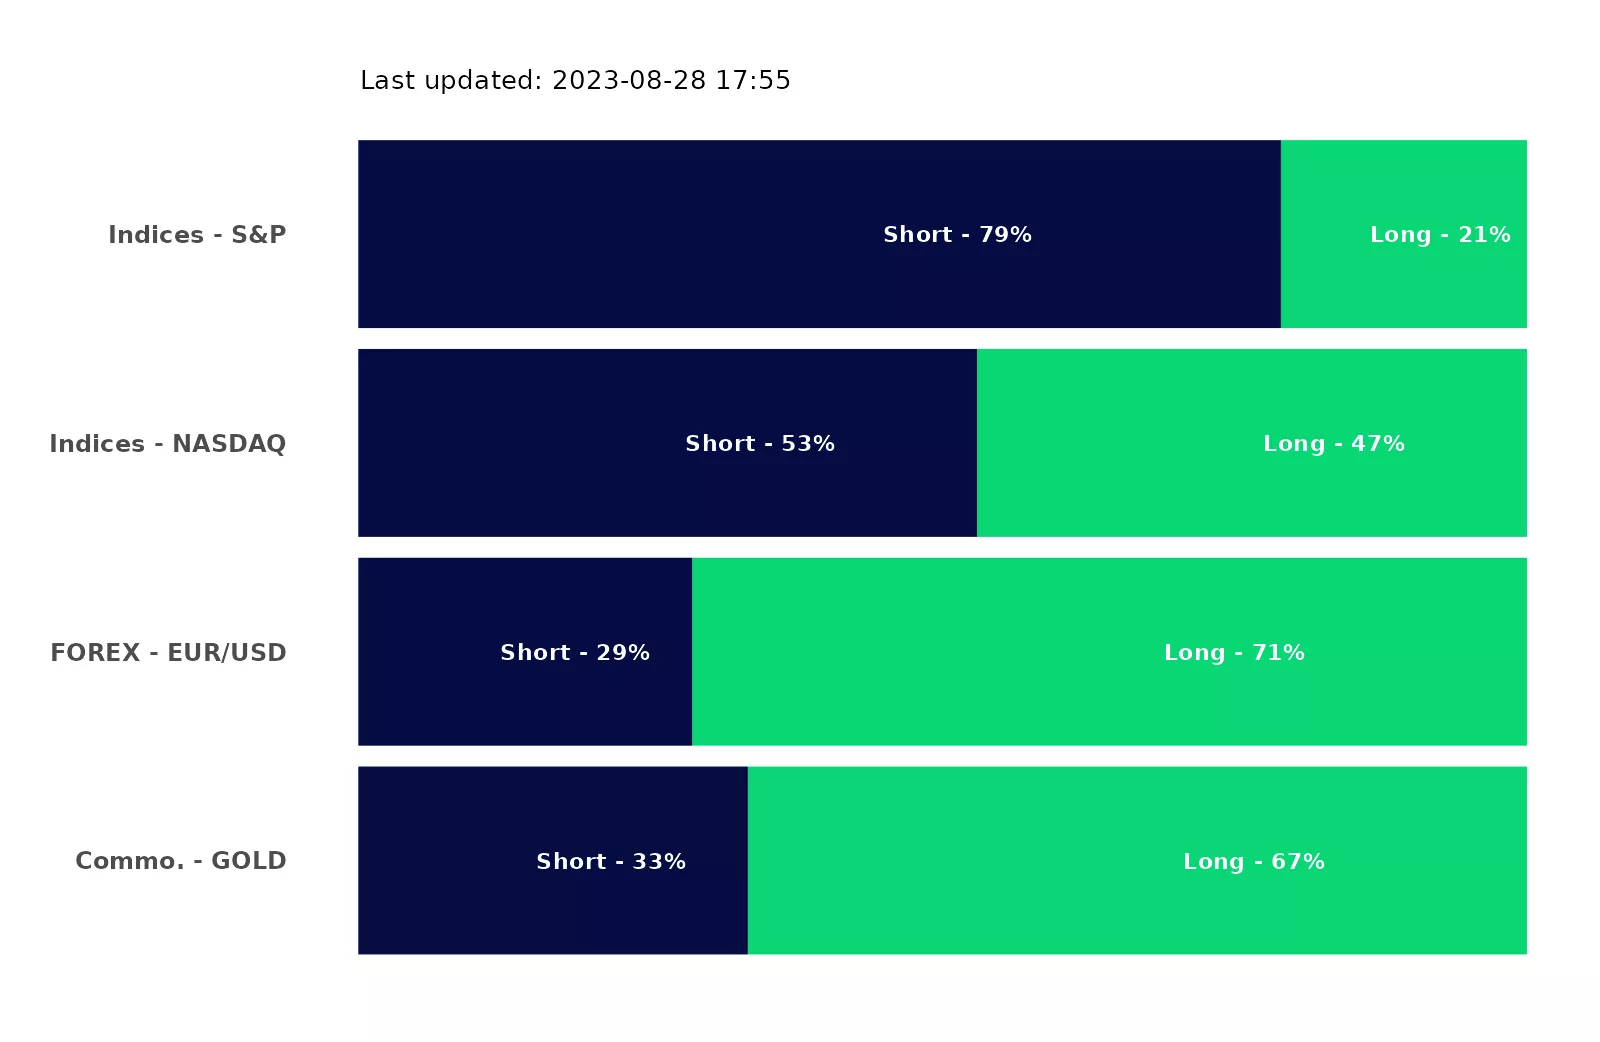 Last updated: 2023-08-28 17:55
Indices - S&P Short - 79% Long - 21%
Indices - NASDAQ Short - 53% Long - 47%
FOREX - EUR/USD Short - 29% Long - 71%
Commo. - GOLD Short - 33% Long - 67%